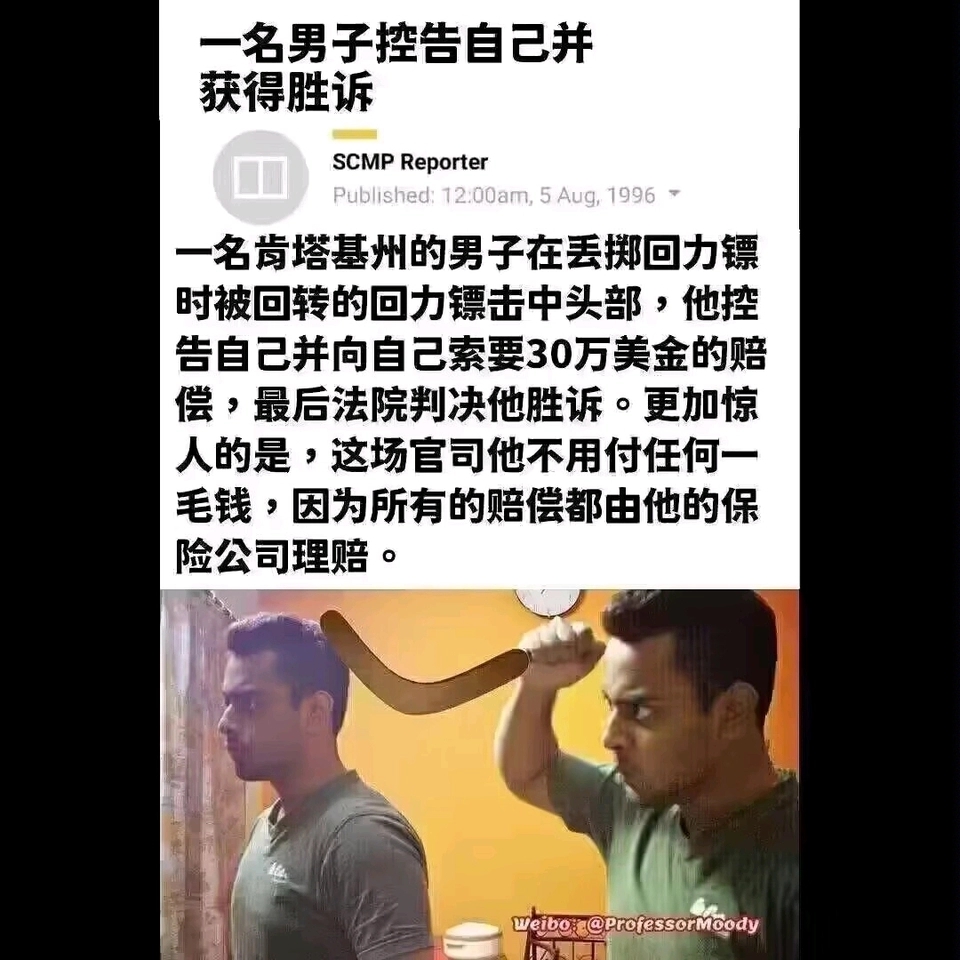 一名男子控告自己并
获得胜诉
SCMP Reporter
Published: 12:00am, 5 Aug, 1996
一名肯塔基州的男子在丢掷回力镖
时被回转的回力镖击中头部，他控
告自己并向自己索要30万美金的赔
偿，最后法院判决他胜诉。更加惊
人的是，这场官司他不用付任何一
毛钱，因为所有的赔偿都由他的保
险公司理赔。
Weibo: @ProfessorMoody